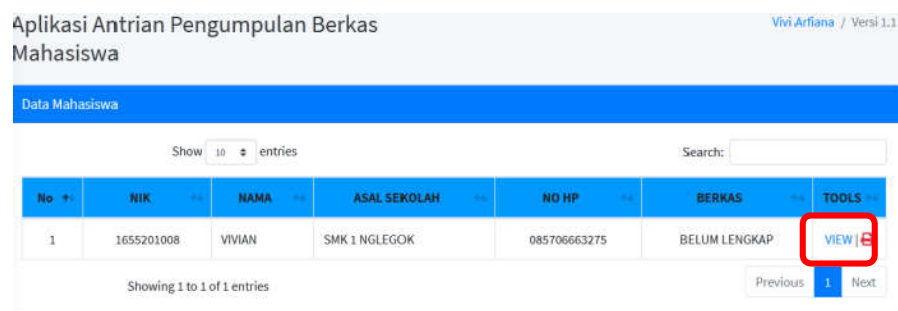 Aplikasi Antrian Pengumpulan Berkas Mahasiswa
Vivi Arfiana / Versi 1.1
Data Mahasiswa
Show 10 entries
Search:
No NIK NAMA ASAL SEKOLAH NO HP BERKAS TOOLS
1 1655201008 VIVIAN SMK 1 NGLEGOK 085706663275 BELUM LENGKAP VIEW |
Showing 1 to 1 of 1 entries
Previous 1 Next